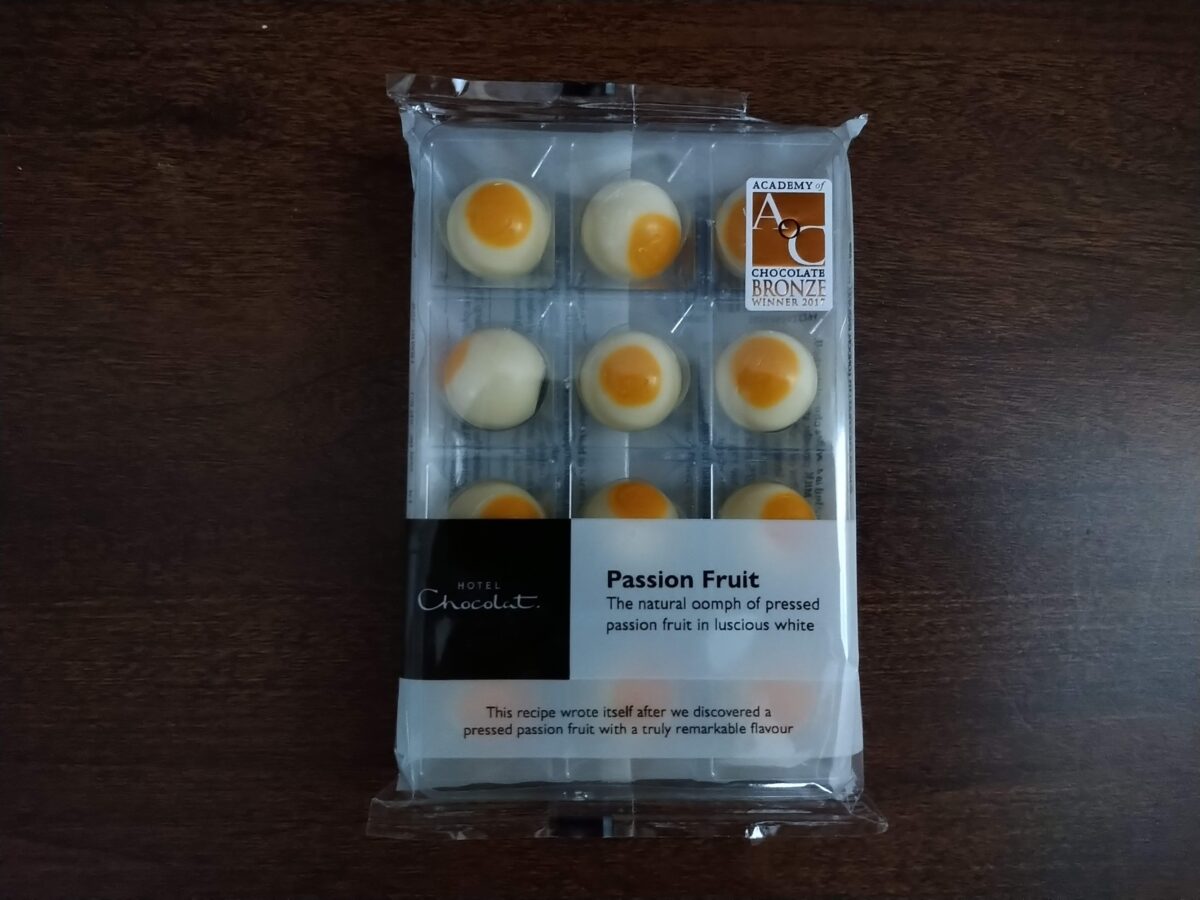 ACADEMY of
AoC
CHOCOLATE
BRONZE
WINNER 2017
HOTEL
Chocolat.
Passion Fruit
The natural oomph of pressed
passion fruit in luscious white
This recipe wrote itself after we discovered a
pressed passion fruit with a truly remarkable flavour